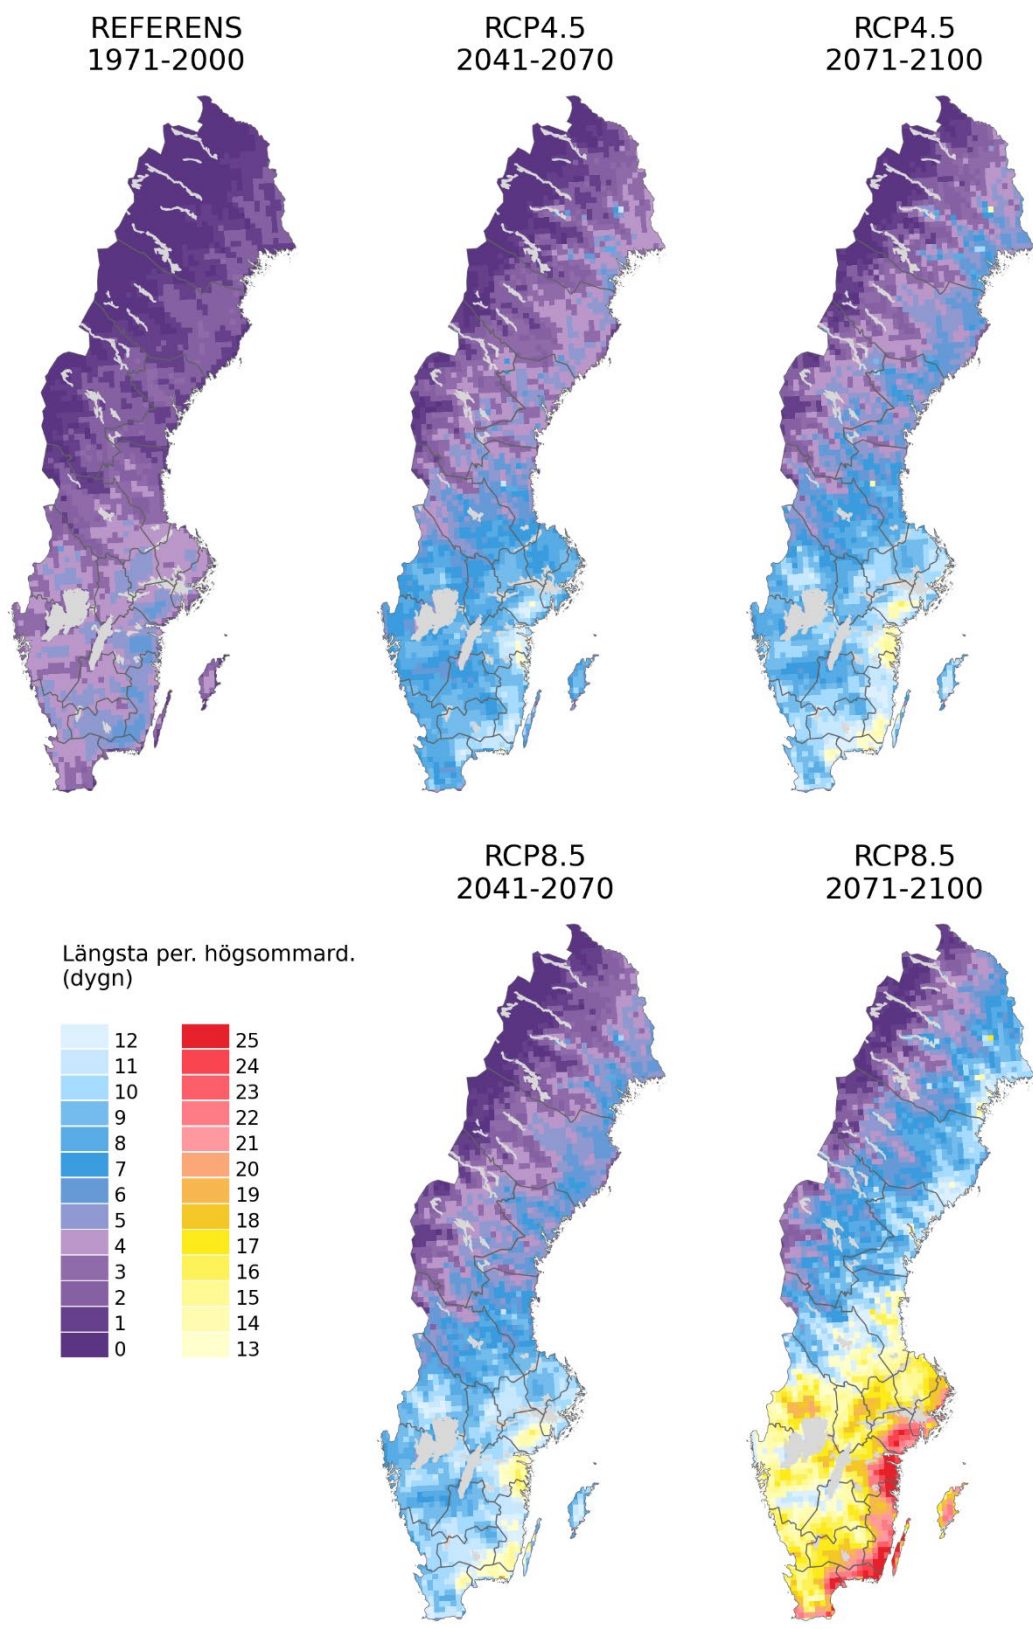 REFERENS
1971-2000
RCP4.5
2041-2070
RCP4.5
2071-2100
RCP8.5
2041-2070
RCP8.5
2071-2100
Längsta per. högsommard.
(dygn)
12 25
11 24
10 23
9 22
8 21
7 20
6 19
5 18
4 17
3 16
2 15
1 14
0 13